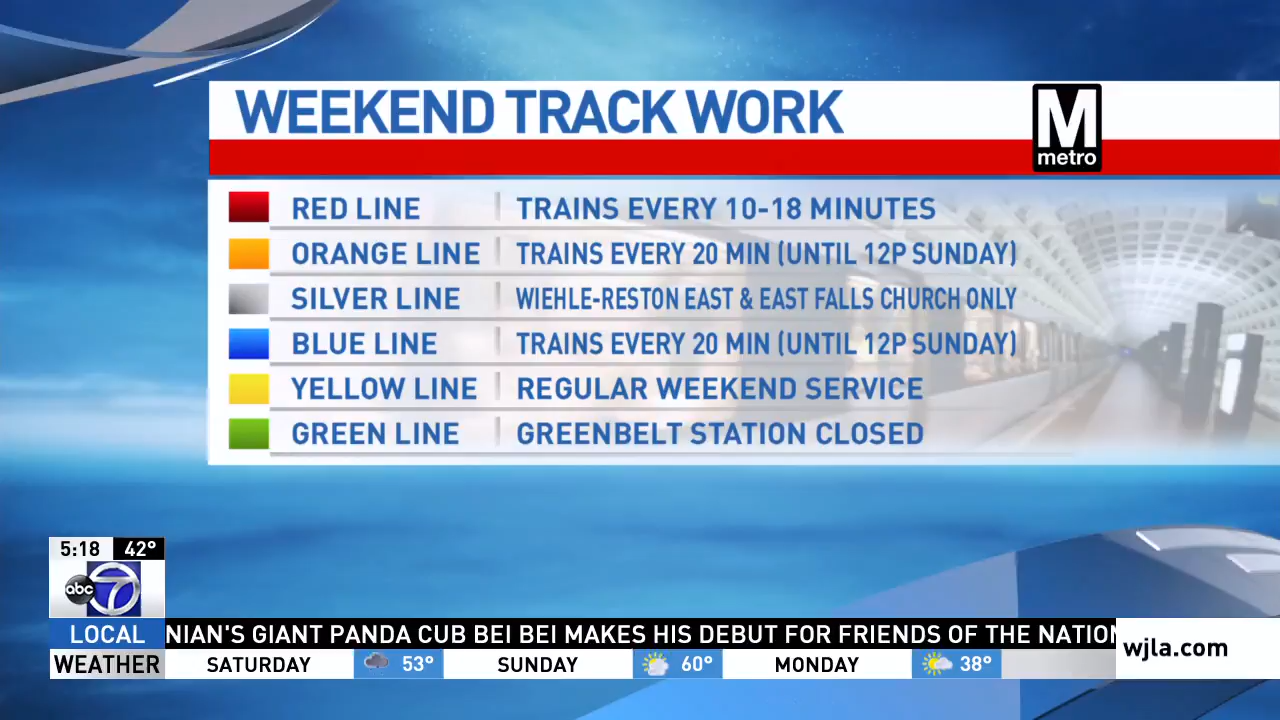 WEEKEND TRACK WORK
M
metro
RED LINE TRAINS EVERY 10-18 MINUTES
ORANGE LINE TRAINS EVERY 20 MIN (UNTIL 12P SUNDAY)
SILVER LINE WIEHLE-RESTON EAST & EAST FALLS CHURCH ONLY
BLUE LINE TRAINS EVERY 20 MIN (UNTIL 12P SUNDAY)
YELLOW LINE REGULAR WEEKEND SERVICE
GREEN LINE GREENBELT STATION CLOSED
5:18 42°
abc 7
LOCAL NIAN'S GIANT PANDA CUB BEI BEI MAKES HIS DEBUT FOR FRIENDS OF THE NATION
wjla.com
WEATHER SATURDAY 53° SUNDAY 60° MONDAY 38°